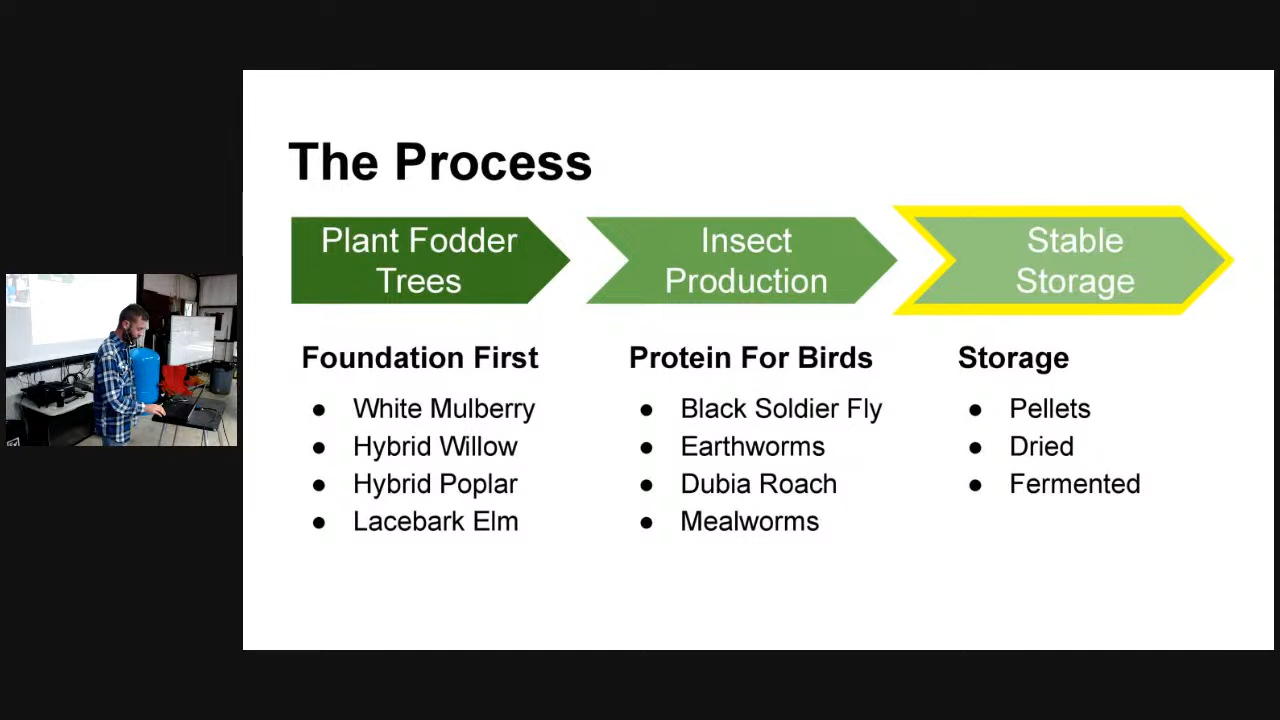 The Process
Plant Fodder
Trees
Insect
Production
Stable
Storage
Foundation First
• White Mulberry
• Hybrid Willow
• Hybrid Poplar
• Lacebark Elm
Protein For Birds
• Black Soldier Fly
• Earthworms
• Dubia Roach
• Mealworms
Storage
• Pellets
• Dried
• Fermented